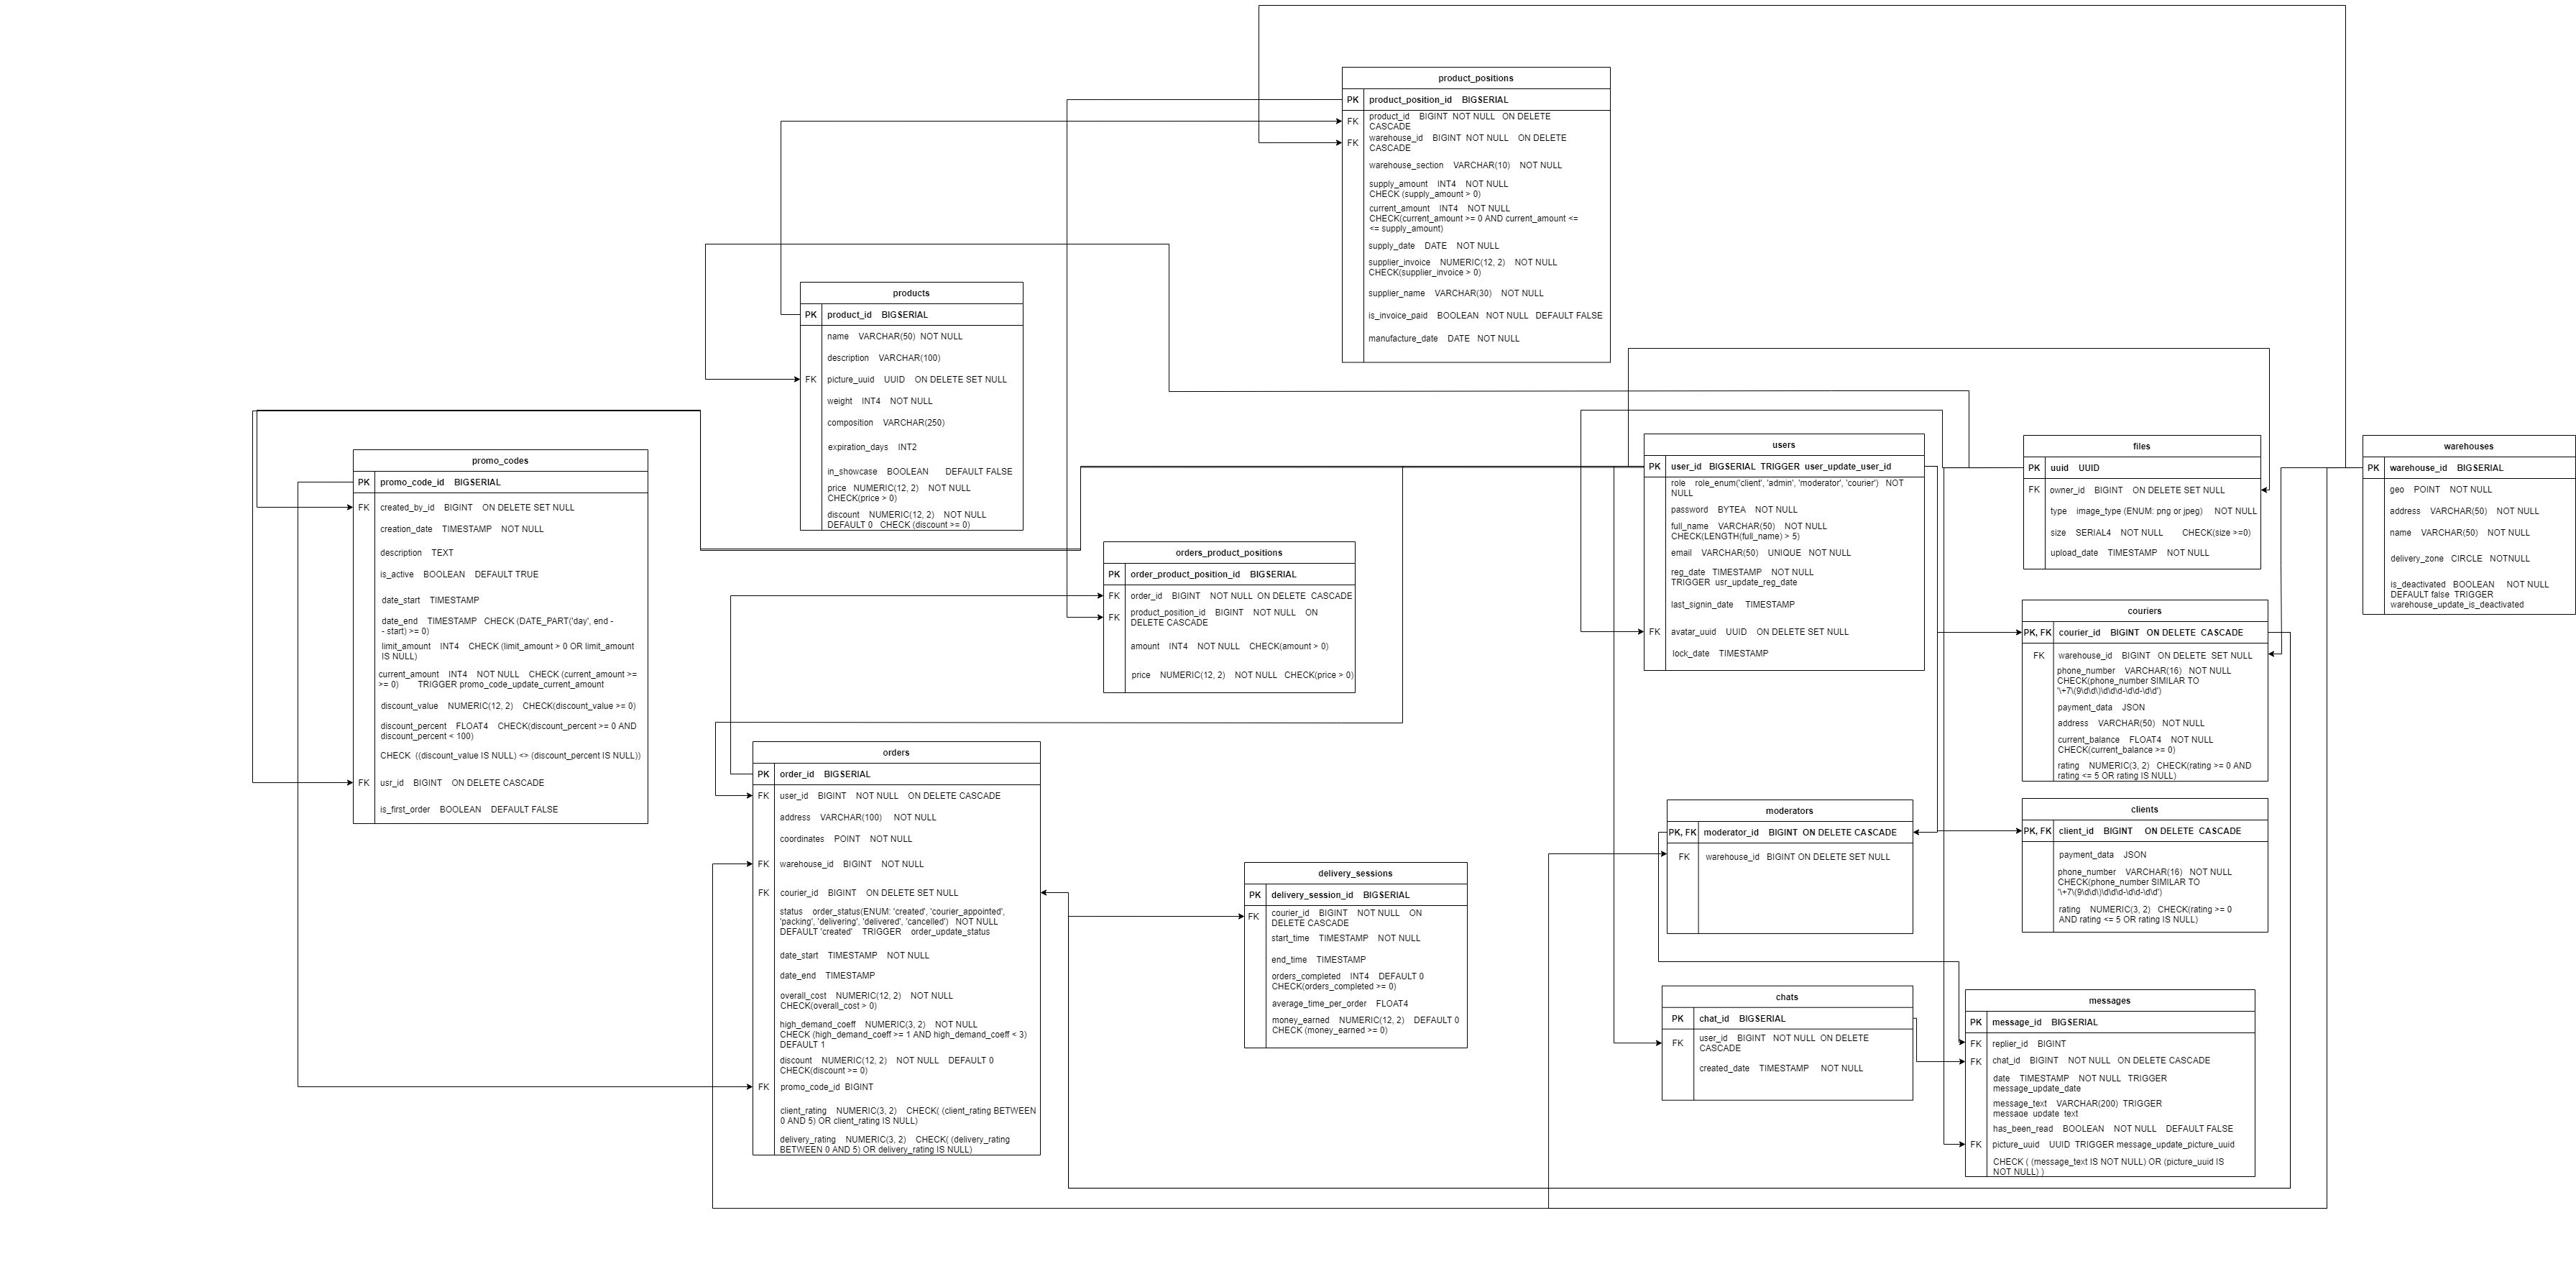 product_positions
PK product_position_id BIGSERIAL
FK product_id BIGINT NOT NULL ON DELETE
CASCADE
FK warehouse_id BIGINT NOT NULL ON DELETE
CASCADE
warehouse_section VARCHAR(10) NOT NULL
supply_amount INT4 NOT NULL
CHECK (supply_amount > 0)
current_amount INT4 NOT NULL
CHECK(current_amount >= 0 AND current_amount <=
<= supply_amount)
supply_date DATE NOT NULL
supplier_invoice NUMERIC(12, 2) NOT NULL
CHECK(supplier_invoice > 0)
supplier_name VARCHAR(30) NOT NULL
is_invoice_paid BOOLEAN NOT NULL DEFAULT FALSE
manufacture_date DATE NOT NULL
products
PK product_id BIGSERIAL
name VARCHAR(50) NOT NULL
description VARCHAR(100)
FK picture_uuid UUID ON DELETE SET NULL
weight INT4 NOT NULL
composition VARCHAR(250)
expiration_days INT2
in_showcase BOOLEAN DEFAULT FALSE
price NUMERIC(12, 2) NOT NULL
CHECK(price > 0)
discount NUMERIC(12, 2) NOT NULL
DEFAULT 0 CHECK (discount >= 0)
promo_codes
PK promo_code_id BIGSERIAL
FK created_by_id BIGINT ON DELETE SET NULL
creation_date TIMESTAMP NOT NULL
description TEXT
is_active BOOLEAN DEFAULT TRUE
date_start TIMESTAMP
date_end TIMESTAMP CHECK (DATE_PART('day', end -
- start) >= 0)
limit_amount INT4 CHECK (limit_amount > 0 OR limit_amount
IS NULL)
current_amount INT4 NOT NULL CHECK (current_amount >=
>= 0) TRIGGER promo_code_update_current_amount
discount_value NUMERIC(12, 2) CHECK(discount_value >= 0)
discount_percent FLOAT4 CHECK(discount_percent >= 0 AND
discount_percent < 100)
CHECK ((discount_value IS NULL) <> (discount_percent IS NULL))
FK usr_id BIGINT ON DELETE CASCADE
is_first_order BOOLEAN DEFAULT FALSE
orders_product_positions
PK order_product_position_id BIGSERIAL
FK order_id BIGINT NOT NULL ON DELETE CASCADE
FK product_position_id BIGINT NOT NULL ON
DELETE CASCADE
amount INT4 NOT NULL CHECK(amount > 0)
price NUMERIC(12, 2) NOT NULL CHECK(price > 0)
users
PK user_id BIGSERIAL TRIGGER user_update_user_id
role role_enum('client', 'admin', 'moderator', 'courier') NOT
NULL
password BYTEA NOT NULL
full_name VARCHAR(50) NOT NULL
CHECK(LENGTH(full_name) > 5)
email VARCHAR(50) UNIQUE NOT NULL
reg_date TIMESTAMP NOT NULL
TRIGGER usr_update_reg_date
last_signin_date TIMESTAMP
FK avatar_uuid UUID ON DELETE SET NULL
lock_date TIMESTAMP
files
PK uuid UUID
FK owner_id BIGINT ON DELETE SET NULL
type image_type (ENUM: png or jpeg) NOT NULL
size SERIAL4 NOT NULL CHECK(size >=0)
upload_date TIMESTAMP NOT NULL
warehouses
PK warehouse_id BIGSERIAL
geo POINT NOT NULL
address VARCHAR(50) NOT NULL
name VARCHAR(50) NOT NULL
delivery_zone CIRCLE NOTNULL
is_deactivated BOOLEAN NOT NULL
DEFAULT false TRIGGER
warehouse_update_is_deactivated
couriers
PK, FK courier_id BIGINT ON DELETE CASCADE
FK warehouse_id BIGINT ON DELETE SET NULL
phone_number VARCHAR(16) NOT NULL
CHECK(phone_number SIMILAR TO
'\+7\(9\d\d\)\d\d\d-\d\d-\d\d')
payment_data JSON
address VARCHAR(50) NOT NULL
current_balance FLOAT4 NOT NULL
CHECK(current_balance >= 0)
rating NUMERIC(3, 2) CHECK(rating >= 0 AND
rating <= 5 OR rating IS NULL)
orders
PK order_id BIGSERIAL
FK user_id BIGINT NOT NULL ON DELETE CASCADE
address VARCHAR(100) NOT NULL
coordinates POINT NOT NULL
FK warehouse_id BIGINT NOT NULL
FK courier_id BIGINT ON DELETE SET NULL
status order_status(ENUM: 'created', 'courier_appointed',
'packing', 'delivering', 'delivered', 'cancelled') NOT NULL
DEFAULT 'created' TRIGGER order_update_status
date_start TIMESTAMP NOT NULL
date_end TIMESTAMP
overall_cost NUMERIC(12, 2) NOT NULL
CHECK(overall_cost > 0)
high_demand_coeff NUMERIC(3, 2) NOT NULL
CHECK (high_demand_coeff >= 1 AND high_demand_coeff < 3)
DEFAULT 1
discount NUMERIC(12, 2) NOT NULL DEFAULT 0
CHECK(discount >= 0)
FK promo_code_id BIGINT
client_rating NUMERIC(3, 2) CHECK( (client_rating BETWEEN
0 AND 5) OR client_rating IS NULL)
delivery_rating NUMERIC(3, 2) CHECK( (delivery_rating
BETWEEN 0 AND 5) OR delivery_rating IS NULL)
delivery_sessions
PK delivery_session_id BIGSERIAL
FK courier_id BIGINT NOT NULL ON
DELETE CASCADE
start_time TIMESTAMP NOT NULL
end_time TIMESTAMP
orders_completed INT4 DEFAULT 0
CHECK(orders_completed >= 0)
average_time_per_order FLOAT4
money_earned NUMERIC(12, 2) DEFAULT 0
CHECK (money_earned >= 0)
moderators
PK, FK moderator_id BIGINT ON DELETE CASCADE
FK warehouse_id BIGINT ON DELETE SET NULL
clients
PK, FK client_id BIGINT ON DELETE CASCADE
payment_data JSON
phone_number VARCHAR(16) NOT NULL
CHECK(phone_number SIMILAR TO
'\+7\(9\d\d\)\d\d\d-\d\d-\d\d')
rating NUMERIC(3, 2) CHECK(rating >= 0
AND rating <= 5 OR rating IS NULL)
chats
PK chat_id BIGSERIAL
FK user_id BIGINT NOT NULL ON DELETE
CASCADE
created_date TIMESTAMP NOT NULL
messages
PK message_id BIGSERIAL
FK replier_id BIGINT
FK chat_id BIGINT NOT NULL ON DELETE CASCADE
date TIMESTAMP NOT NULL TRIGGER
message_update_date
message_text VARCHAR(200) TRIGGER
message_update_text
has_been_read BOOLEAN NOT NULL DEFAULT FALSE
FK picture_uuid UUID TRIGGER message_update_picture_uuid
CHECK ( (message_text IS NOT NULL) OR (picture_uuid IS
NOT NULL) )